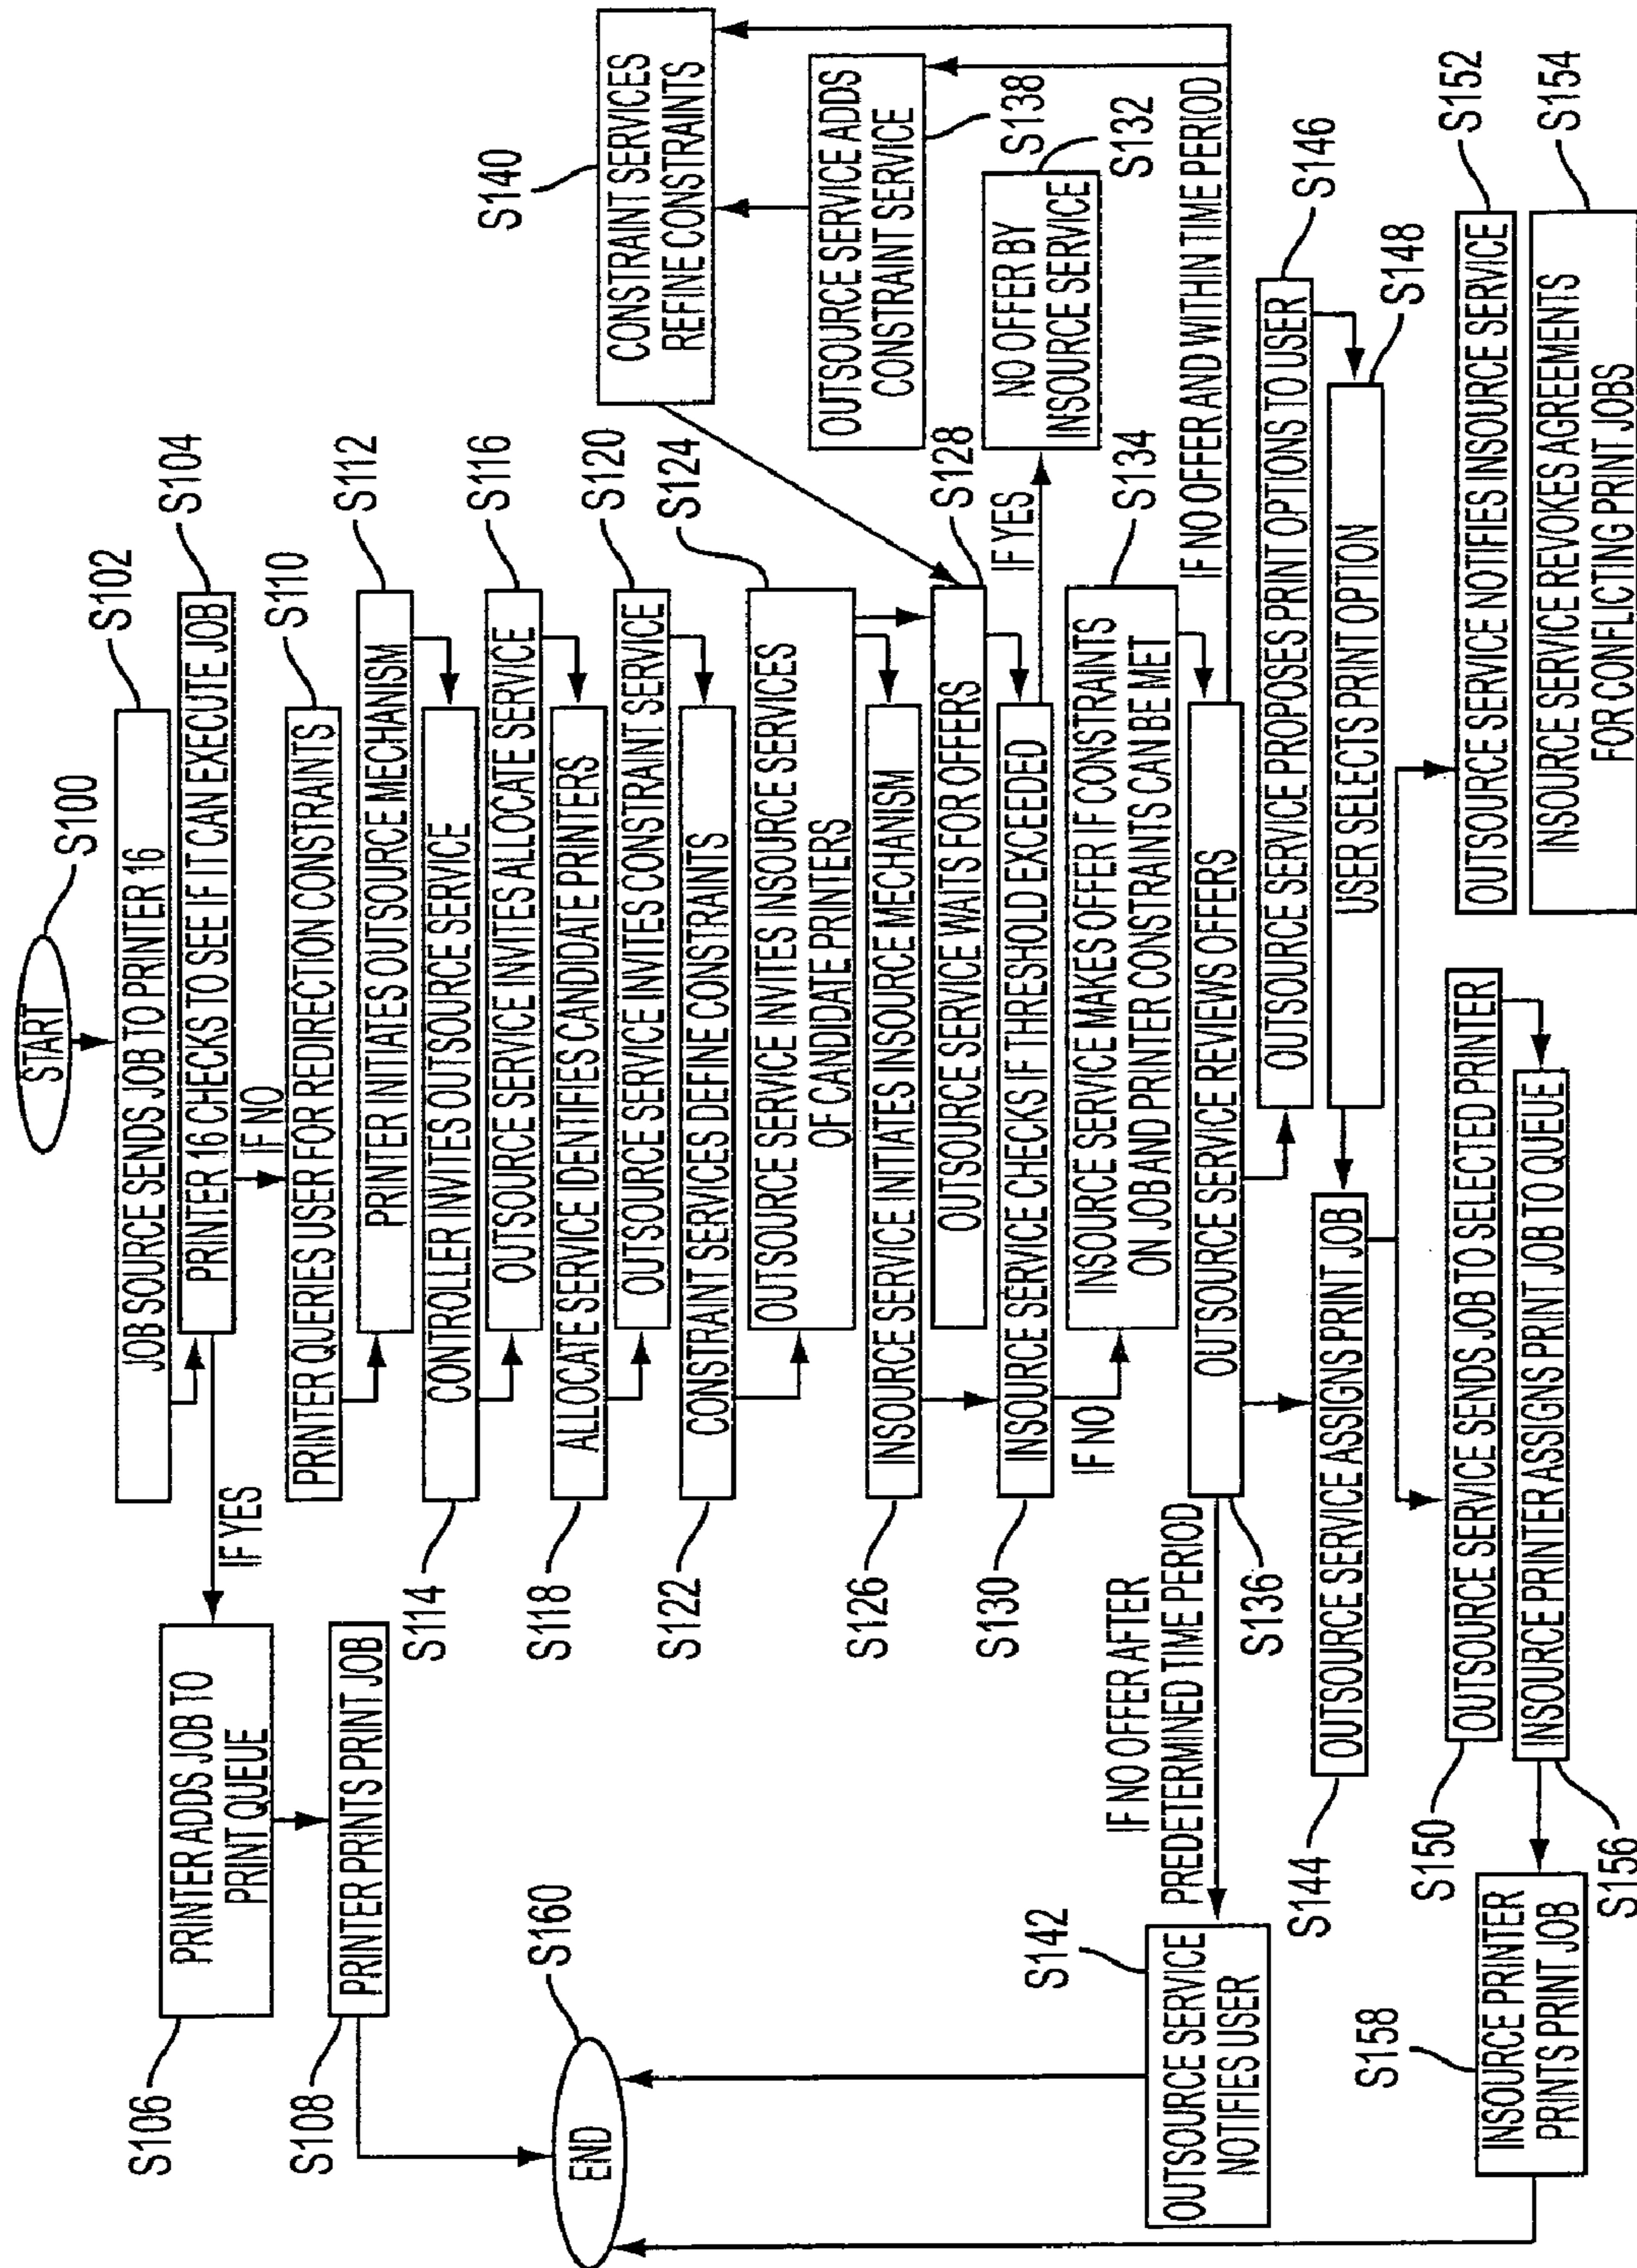 START
S100
JOB SOURCE SENDS JOB TO PRINTER 16
S102
PRINTER 16 CHECKS TO SEE IF IT CAN EXECUTE JOB
S104
IF YES
IF NO
PRINTER ADDS JOB TO
PRINT QUEUE
S106
PRINTER PRINTS PRINT JOB
S108
PRINTER QUERIES USER FOR REDIRECTION CONSTRAINTS
S110
PRINTER INITIATES OUTSOURCE MECHANISM
S112
CONTROLLER INVITES OUTSOURCE SERVICE
S114
OUTSOURCE SERVICE INVITES ALLOCATE SERVICE
S116
ALLOCATE SERVICE IDENTIFIES CANDIDATE PRINTERS
S118
OUTSOURCE SERVICE INVITES CONSTRAINT SERVICE
S120
CONSTRAINT SERVICES DEFINE CONSTRAINTS
S122
OUTSOURCE SERVICE INVITES INSOURCE SERVICES
OF CANDIDATE PRINTERS
S124
INSOURCE SERVICE INITIATES INSOURCE MECHANISM
S126
OUTSOURCE SERVICE WAITS FOR OFFERS
S128
INSOURCE SERVICE CHECKS IF THRESHOLD EXCEEDED
S130
IF YES
NO OFFER BY
INSOURCE SERVICE
S132
IF NO
INSOURCE SERVICE MAKES OFFER IF CONSTRAINTS
ON JOB AND PRINTER CONSTRAINTS CAN BE MET
S134
OUTSOURCE SERVICE REVIEWS OFFERS
S136
IF NO OFFER AND WITHIN TIME PERIOD
OUTSOURCE SERVICE ADDS
CONSTRAINT SERVICE
S138
CONSTRAINT SERVICES
REFINE CONSTRAINTS
S140
IF NO OFFER AFTER
PREDETERMINED TIME PERIOD
OUTSOURCE SERVICE
NOTIFIES USER
S142
OUTSOURCE SERVICE ASSIGNS PRINT JOB
S144
OUTSOURCE SERVICE PROPOSES PRINT OPTIONS TO USER
S146
USER SELECTS PRINT OPTION
S148
OUTSOURCE SERVICE SENDS JOB TO SELECTED PRINTER
S150
OUTSOURCE SERVICE NOTIFIES INSOURCE SERVICE
S152
INSOURCE SERVICE REVOKES AGREEMENTS
FOR CONFLICTING PRINT JOBS
S154
INSOURCE PRINTER ASSIGNS PRINT JOB TO QUEUE
S156
INSOURCE PRINTER
PRINTS PRINT JOB
S158
END
S160